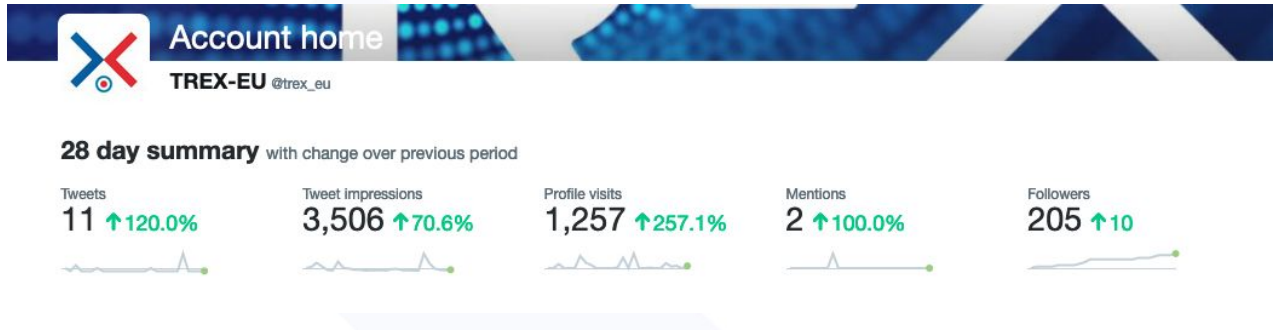 Account home
TREX-EU @trex_eu
28 day summary with change over previous period
Tweets Tweet impressions Profile visits Mentions Followers
11 ↑120.0% 3,506 ↑70.6% 1,257 ↑257.1% 2 ↑100.0% 205 ↑10